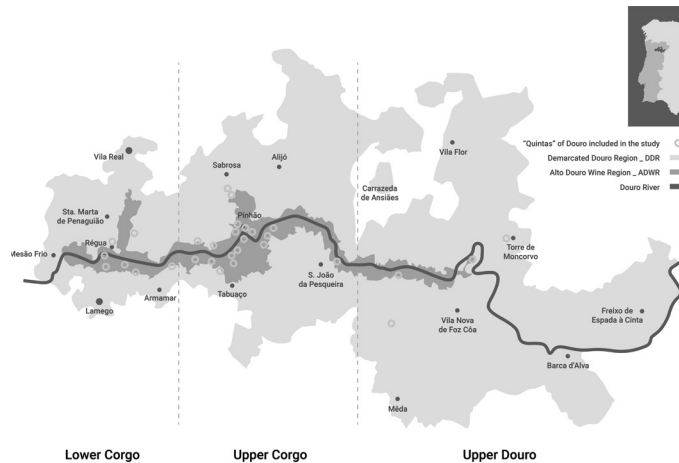 "Quintas" of Douro included in the study
Demarcated Douro Region _ DDR
Alto Douro Wine Region _ ADWR
Douro River
Vila Real
Sabrosa
Alijó
Vila Flor
Carrazeda
de Ansiães
Sta. Marta
de Penaguião
Pinhão
Régua
Mesão Frio
Torre de
Moncorvo
S. João
da Pesqueira
Tabuaço
Armamar
Lamego
Vila Nova
de Foz Côa
Freixo de
Espada à Cinta
Barca d'Alva
Mêda
Lower Corgo
Upper Corgo
Upper Douro